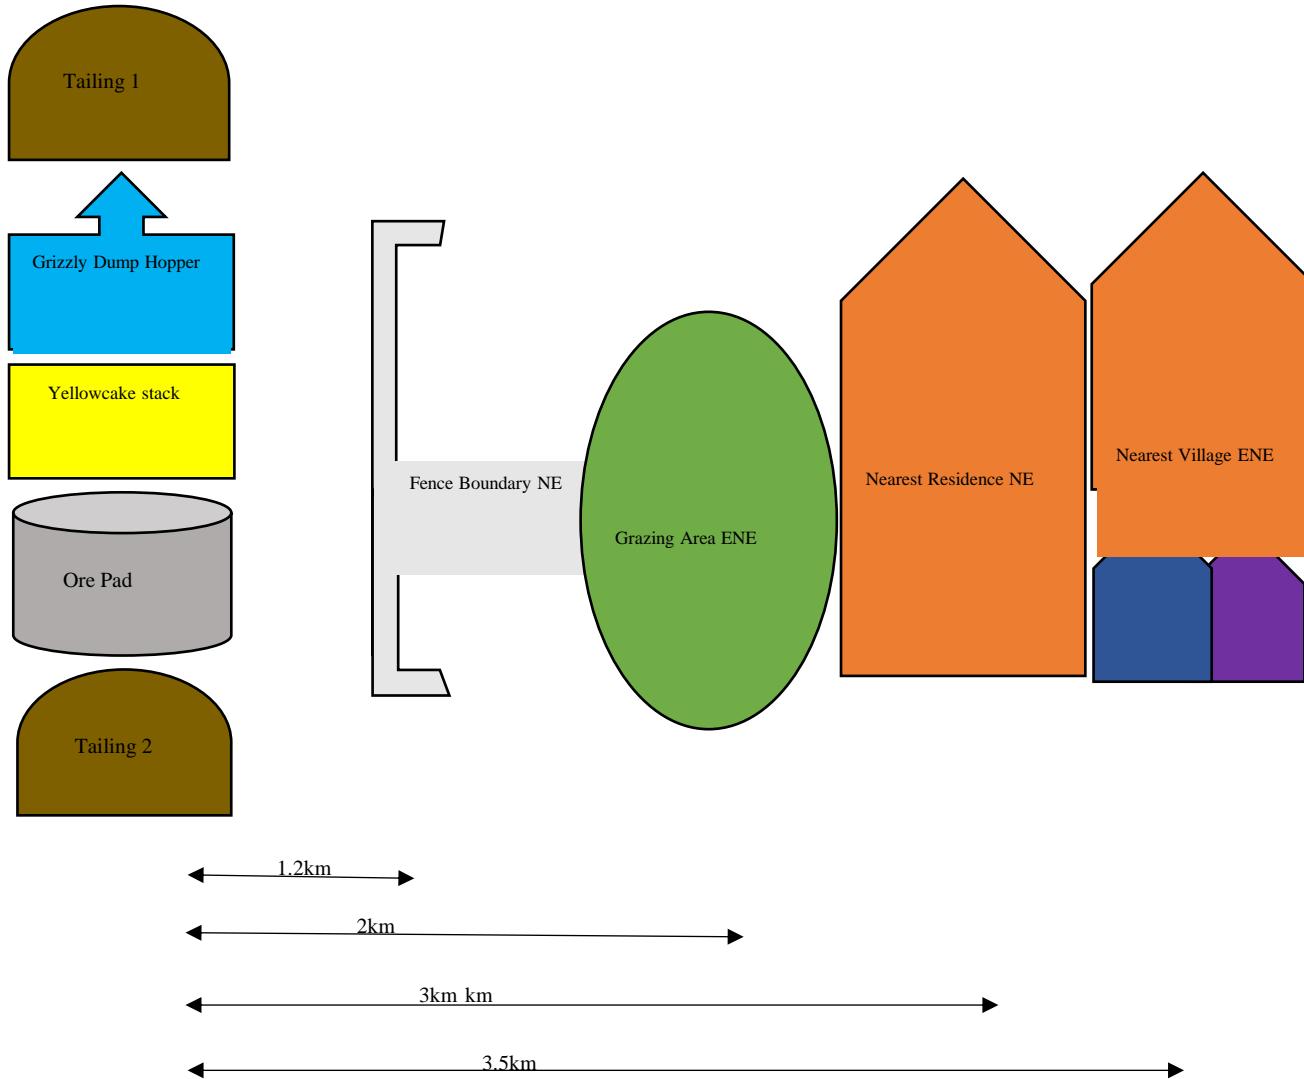 Tailing 1
Grizzly Dump Hopper
Yellowcake stack
Ore Pad
Tailing 2
Fence Boundary NE
Grazing Area ENE
Nearest Residence NE
Nearest Village ENE
1.2km
2km
3km km
3.5km